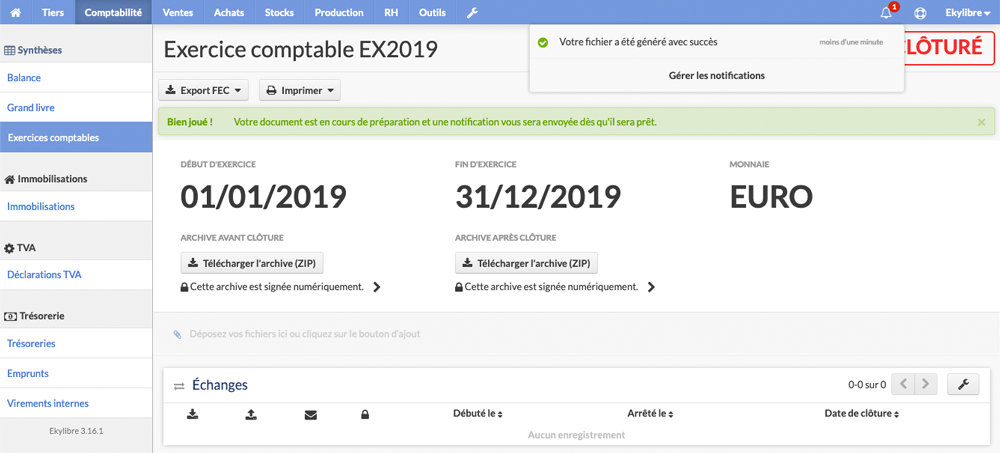 Tiers Comptabilité Ventes Achats Stocks Production RH Outils 1 Ekylibre
Synthèses
Balance
Grand livre
Exercices comptables
Immobilisations
Immobilisations
TVA
Déclarations TVA
Trésorerie
Trésoreries
Emprunts
Virements internes
Ekylibre 3.16.1
Exercice comptable EX2019
Votre fichier a été généré avec succès moins d'une minute
Gérer les notifications
LÔTURÉ
Export FEC Imprimer
Bien joué ! Votre document est en cours de préparation et une notification vous sera envoyée dès qu'il sera prêt. ×
DÉBUT D'EXERCICE FIN D'EXERCICE MONNAIE
01/01/2019 31/12/2019 EURO
ARCHIVE AVANT CLÔTURE ARCHIVE APRÈS CLÔTURE
Télécharger l'archive (ZIP) Télécharger l'archive (ZIP)
Cette archive est signée numériquement. Cette archive est signée numériquement.
Déposez vos fichiers ici ou cliquez sur le bouton d'ajout
Échanges 0-0 sur 0
Débuté le Arrêté le Date de clôture
Aucun enregistrement